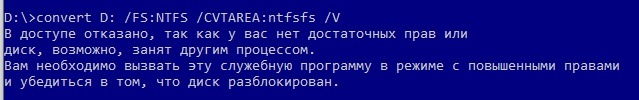 D:\>convert D: /FS:NTFS /CVTAREA:ntfsfs /V
В доступе отказано, так как у вас нет достаточных прав или
диск, возможно, занят другим процессом.
Вам необходимо вызвать эту служебную программу в режиме с повышенными правами
и убедиться в том, что диск разблокирован.